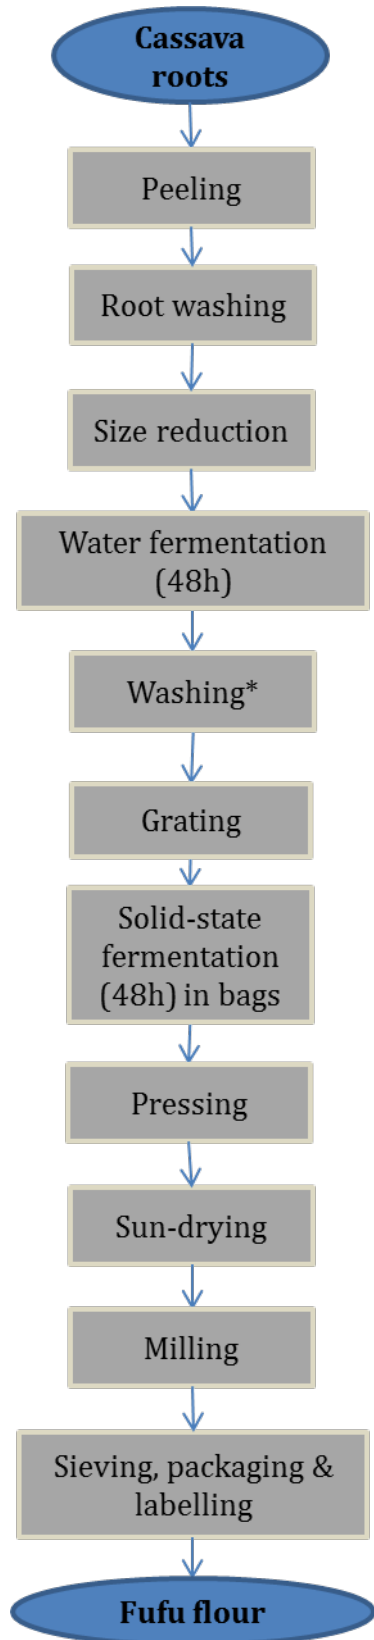 Cassava
roots
Peeling
Root washing
Size reduction
Water fermentation
(48h)
Washing*
Grating
Solid-state
fermentation
(48h) in bags
Pressing
Sun-drying
Milling
Sieving, packaging &
labelling
Fufu flour